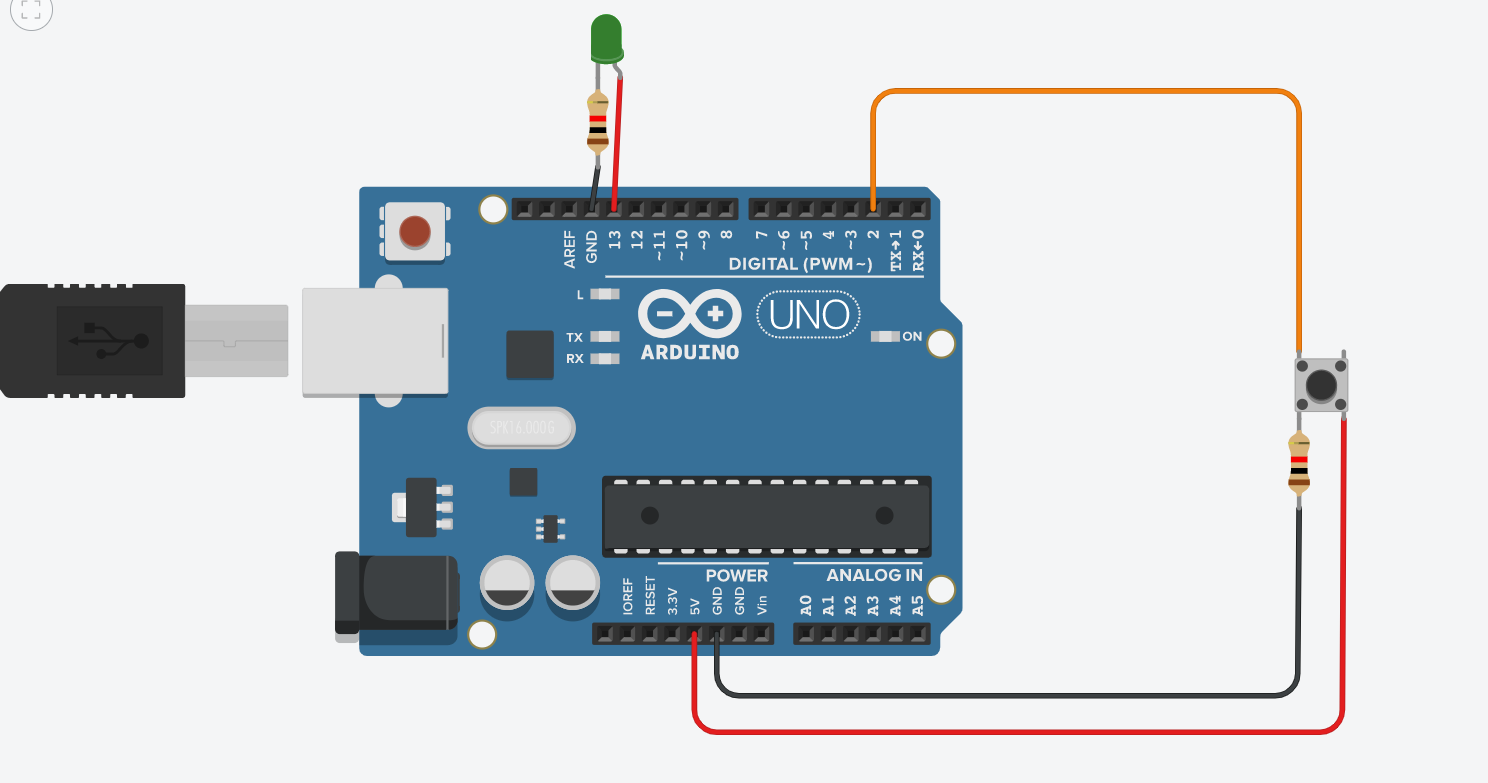 AREF
GND
13
12
~11
~10
~9
8
7
~6
~5
4
~3
2
TX→1
RX←0
DIGITAL (PWM~)
L
TX
RX
ARDUINO
UNO
ON
SPK16.000G
POWER
ANALOG IN
IOREF
RESET
3.3V
5V
GND
GND
Vin
A0
A1
A2
A3
A4
A5